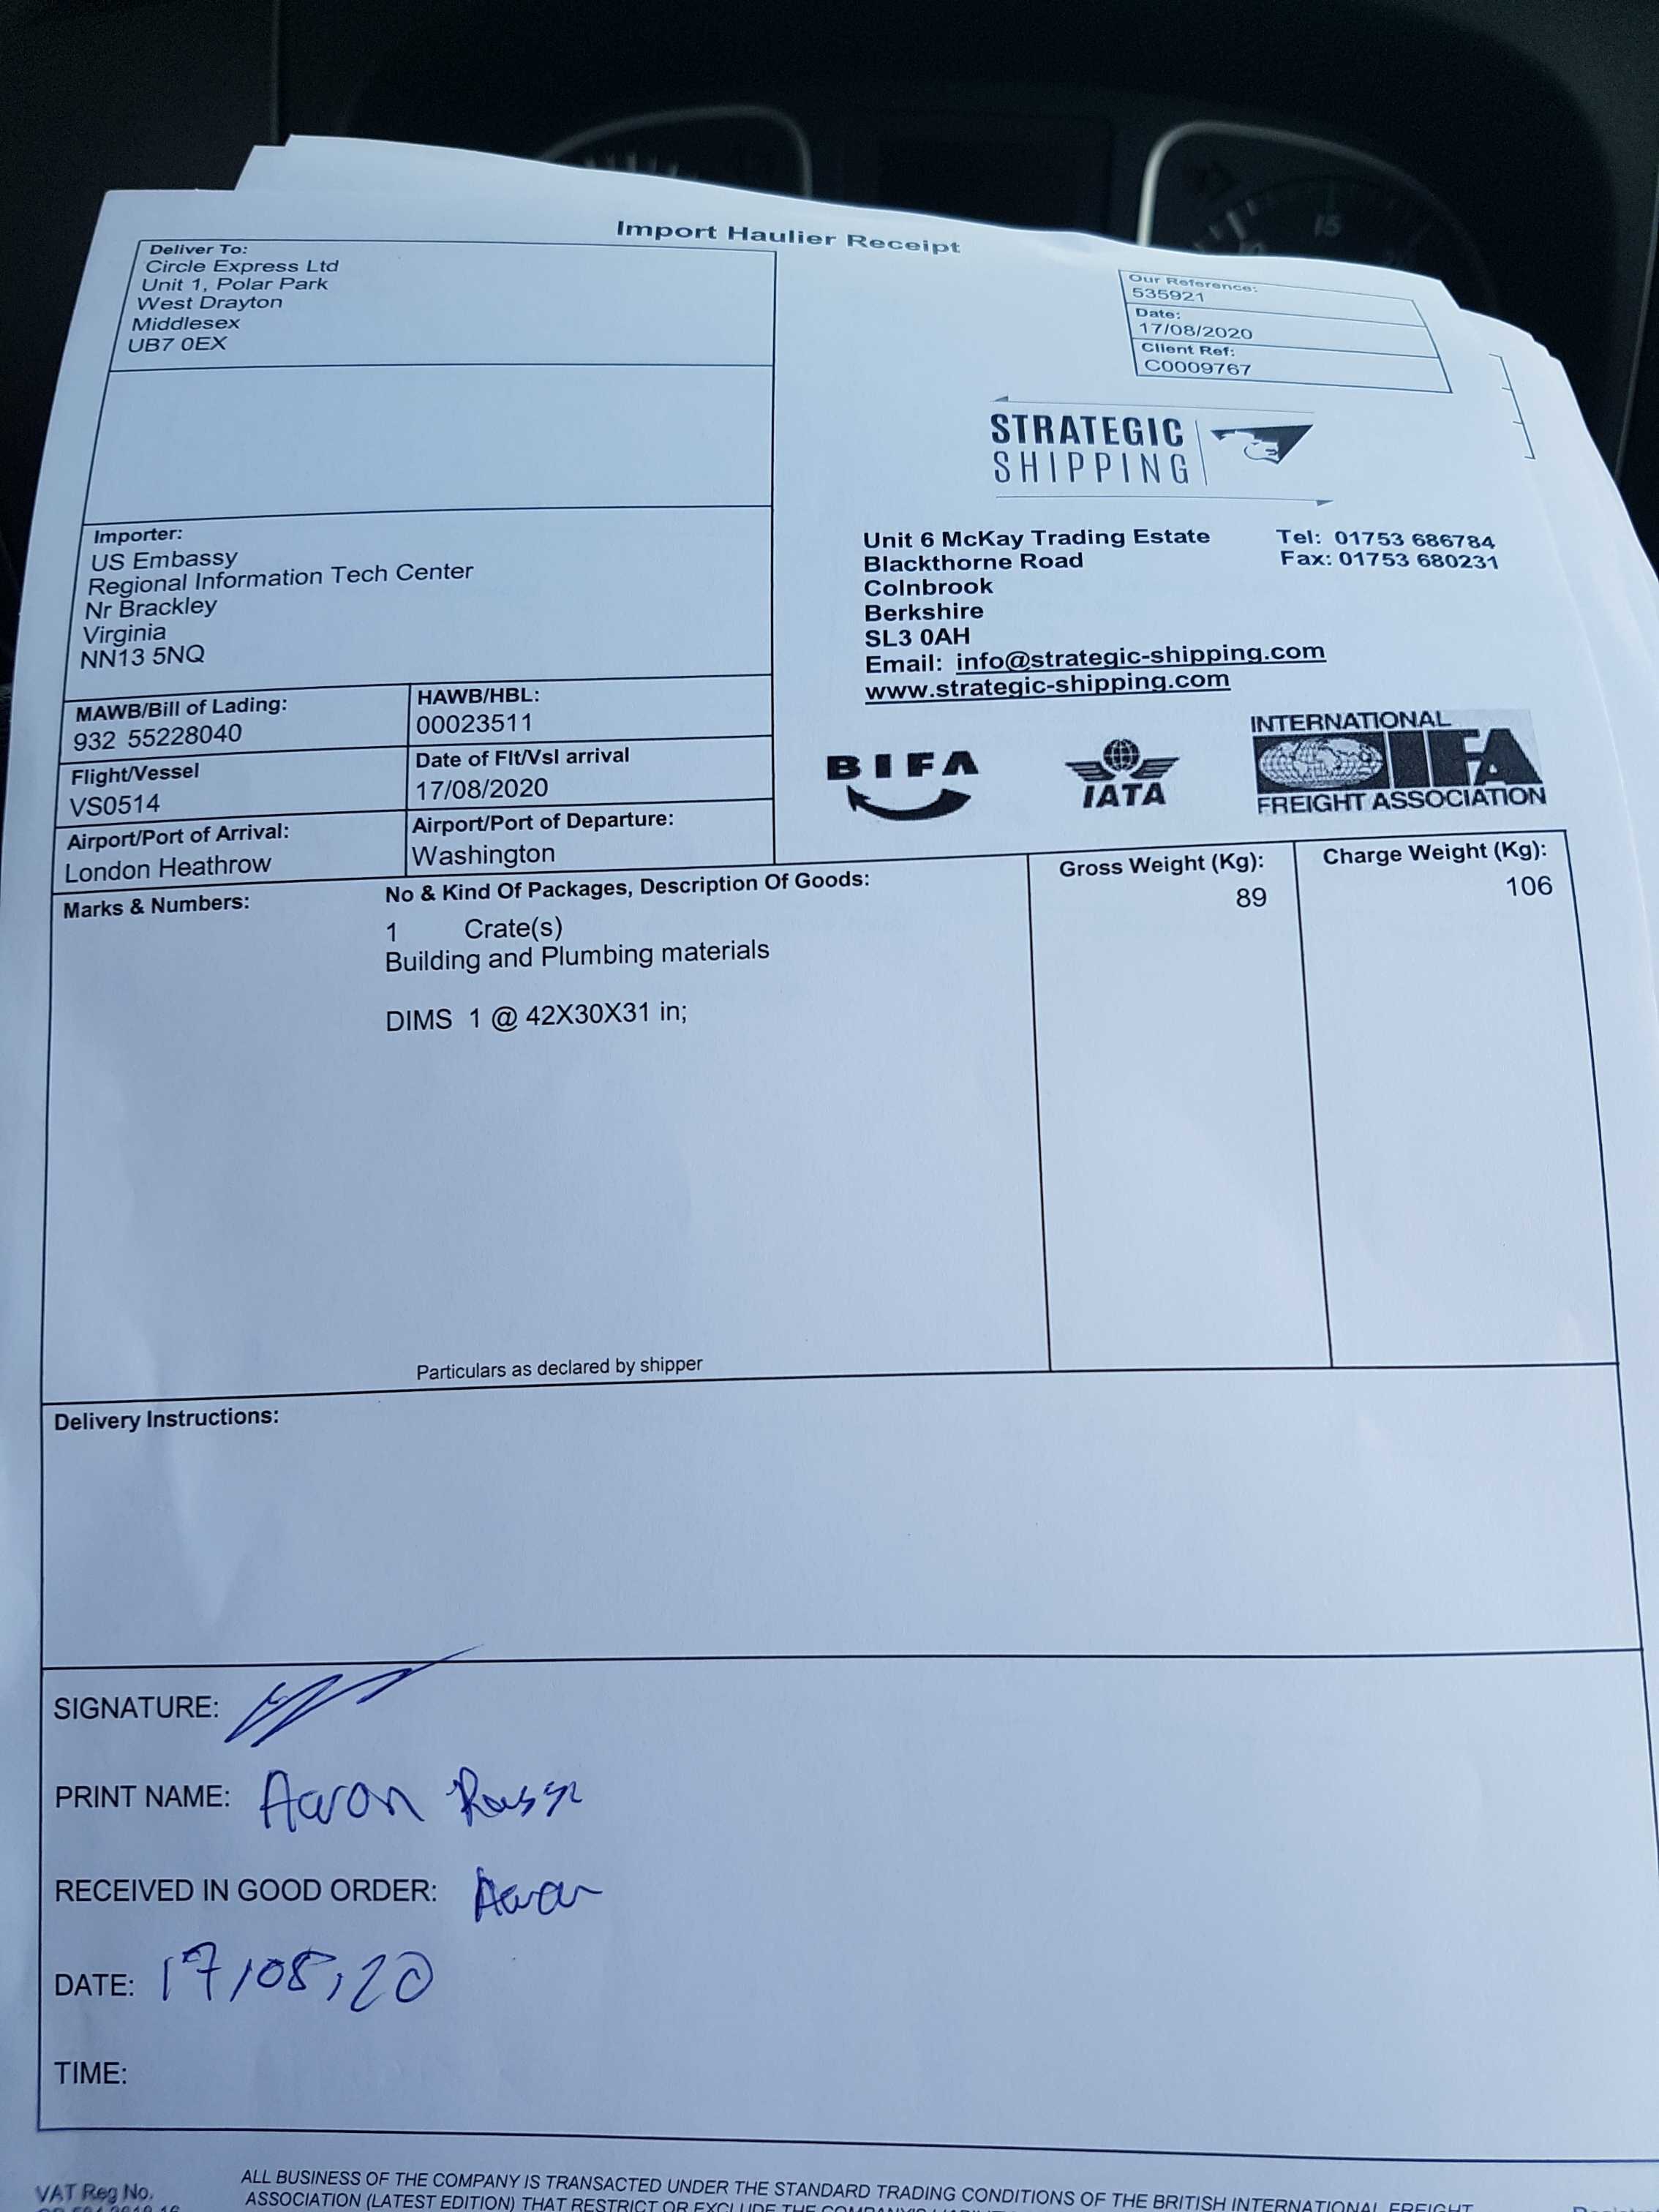 Import Haulier Receipt
Deliver To:
Circle Express Ltd
Unit 1, Polar Park
West Drayton
Middlesex
UB7 0EX
Our Reference:
535921
Date:
17/08/2020
Client Ref:
C0009767
STRATEGIC
SHIPPING
Importer:
US Embassy
Regional Information Tech Center
Nr Brackley
Virginia
NN13 5NQ
Unit 6 McKay Trading Estate
Blackthorne Road
Colnbrook
Berkshire
SL3 0AH
Tel: 01753 686784
Fax: 01753 680231
Email: info@strategic-shipping.com
www.strategic-shipping.com
MAWB/Bill of Lading:
932 55228040
HAWB/HBL:
00023511
Flight/Vessel
VS0514
Date of Flt/Vsl arrival
17/08/2020
Airport/Port of Arrival:
London Heathrow
Airport/Port of Departure:
Washington
BIFA
IATA
INTERNATIONAL
IFA
FREIGHT ASSOCIATION
Marks & Numbers:
No & Kind Of Packages, Description Of Goods:
Gross Weight (Kg):
Charge Weight (Kg):
1 Crate(s)
89
106
Building and Plumbing materials
DIMS 1 @ 42X30X31 in;
Particulars as declared by shipper
Delivery Instructions:
SIGNATURE:
PRINT NAME: Aaron
RECEIVED IN GOOD ORDER: Aaron
DATE: 17/08/20
TIME:
VAT Reg No.
ALL BUSINESS OF THE COMPANY IS TRANSACTED UNDER THE STANDARD TRADING CONDITIONS OF THE BRITISH INTERNATIONAL FREIGHT
ASSOCIATION (LATEST EDITION) THAT RESTRICT OR EXCLUDE THE
15